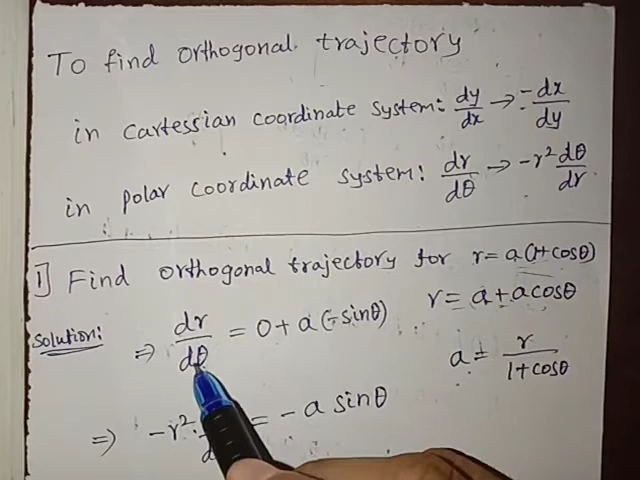 To find orthogonal trajectory
in cartessian coordinate system: dy/dx → -dx/dy
in polar coordinate system: dr/dθ → -r² dθ/dr
1] Find orthogonal trajectory for r = a(1+cosθ)
r = a + a cosθ
Solution: ⇒ dr/dθ = 0 + a(-sinθ)
a = r/1+cosθ
⇒ -r². = -a sinθ